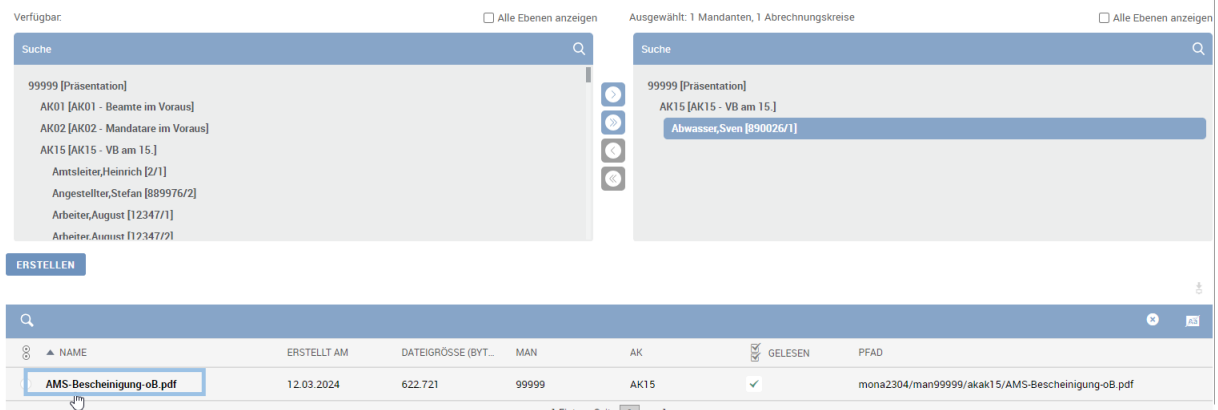 Verfügbar:
Alle Ebenen anzeigen
Suche
99999 [Präsentation]
AK01 [AK01 - Beamte im Voraus]
AK02 [AK02 - Mandatare im Voraus]
AK15 [AK15 - VB am 15.]
Amtsleiter,Heinrich [2/1]
Angestellter,Stefan [889976/2]
Arbeiter,August [12347/1]
Arbeiter,August [12347/2]
Ausgewählt: 1 Mandanten, 1 Abrechnungskreise
Alle Ebenen anzeigen
Suche
99999 [Präsentation]
AK15 [AK15 - VB am 15.]
Abwasser,Sven [890026/1]
ERSTELLEN
NAME ERSTELLT AM DATEIGRÖSSE (BYT... MAN AK GELESEN PFAD
AMS-Bescheinigung-oB.pdf 12.03.2024 622.721 99999 AK15 mona2304/man99999/akak15/AMS-Bescheinigung-oB.pdf